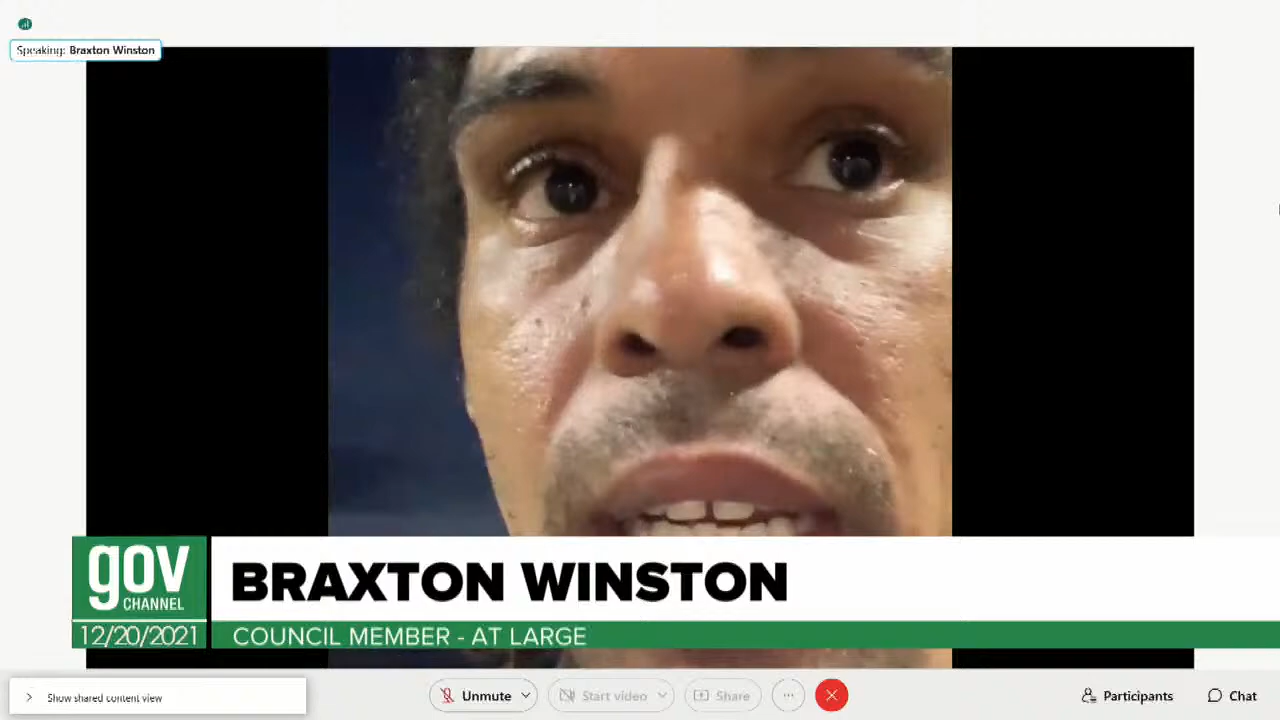 Speaking: Braxton Winston
gov
CHANNEL
12/20/2021
BRAXTON WINSTON
COUNCIL MEMBER - AT LARGE
Show shared content view
Unmute
Start video
Share
Participants
Chat